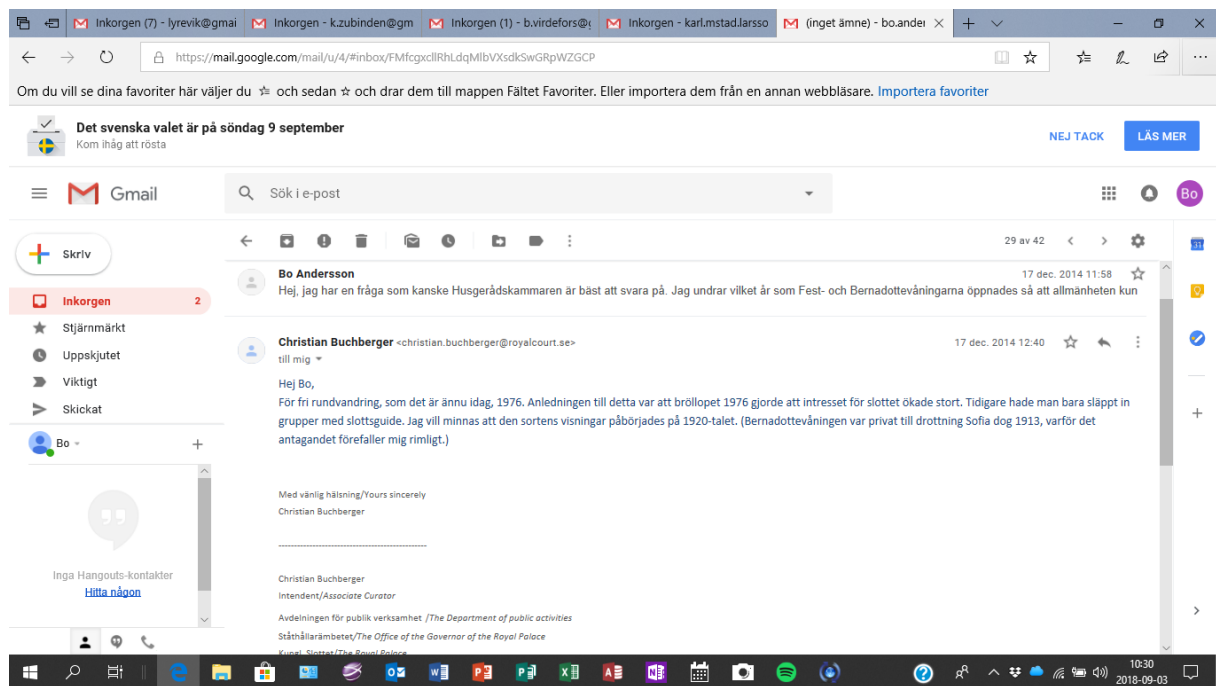 Inkorgen (7) - lyrevik@gmai
Inkorgen - k.zubinden@gm
Inkorgen (1) - b.virdefors@g
Inkorgen - karl.mstad.larsso
(inget ämne) - bo.ander
https://mail.google.com/mail/u/4/#inbox/FMfcgxcllRhLdqMlbVXsdkSwGRpWZGCP
Om du vill se dina favoriter här väljer du och sedan och drar dem till mappen Fältet Favoriter. Eller importera dem från en annan webbläsare. Importera favoriter
Det svenska valet är på söndag 9 september
Kom ihåg att rösta
NEJ TACK
LÄS MER
Gmail
Sök i e-post
Bo
Skriv
29 av 42
31
Inkorgen 2
Stjärnmärkt
Uppskjutet
Viktigt
Skickat
Bo
Inga Hangouts-kontakter
Hitta någon
Bo Andersson
17 dec. 2014 11:58
Hej, jag har en fråga som kanske Husgerådskammaren är bäst att svara på. Jag undrar vilket år som Fest- och Bernadottevåningarna öppnades så att allmänheten kun
Christian Buchberger <christian.buchberger@royalcourt.se>
17 dec. 2014 12:40
till mig
Hej Bo,
För fri rundvandring, som det är ännu idag, 1976. Anledningen till detta var att bröllopet 1976 gjorde att intresset för slottet ökade stort. Tidigare hade man bara släppt in
grupper med slottsguide. Jag vill minnas att den sortens visningar påbörjades på 1920-talet. (Bernadottevåningen var privat till drottning Sofia dog 1913, varför det
antagandet förefaller mig rimligt.)
Med vänlig hälsning/Yours sincerely
Christian Buchberger
-----------------------------------------------
Christian Buchberger
Intendent/Associate Curator
Avdelningen för publik verksamhet /The Department of public activities
Ståthållarämbetet/The Office of the Governor of the Royal Palace
Kungl. Slottet/The Royal Palace
10:30
2018-09-03